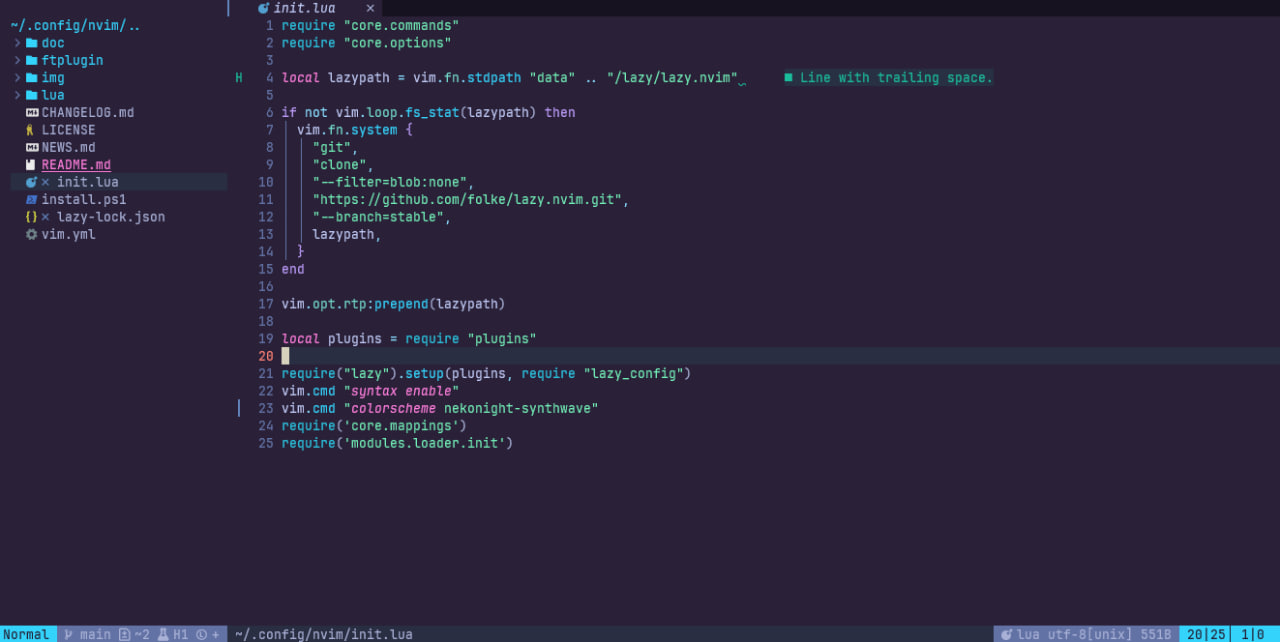 init.lua ✕
~/.config/nvim/..
doc
ftplugin
img
lua
CHANGELOG.md
LICENSE
NEWS.md
README.md
✕ init.lua
install.ps1
{} ✕ lazy-lock.json
vim.yml
1 require "core.commands"
2 require "core.options"
3
H 4 local lazypath = vim.fn.stdpath "data" .. "/lazy/lazy.nvim" ■ Line with trailing space.
5
6 if not vim.loop.fs_stat(lazypath) then
7 vim.fn.system {
8 "git",
9 "clone",
10 "--filter=blob:none",
11 "https://github.com/folke/lazy.nvim.git",
12 "--branch=stable",
13 lazypath,
14 }
15 end
16
17 vim.opt.rtp:prepend(lazypath)
18
19 local plugins = require "plugins"
20
21 require("lazy").setup(plugins, require "lazy_config")
22 vim.cmd "syntax enable"
23 vim.cmd "colorscheme nekonight-synthwave"
24 require('core.mappings')
25 require('modules.loader.init')
Normal main ~2 H1 + ~/.config/nvim/init.lua lua utf-8[unix] 551B 20|25 1|0